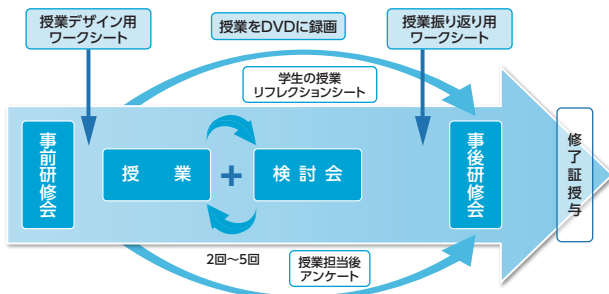 授業デザイン用
ワークシート
授業をDVDに録画
授業振り返り用
ワークシート
学生の授業
リフレクションシート
事前研修会
授 業
+
検討会
事後研修会
修了証授与
2回～5回
授業担当後
アンケート